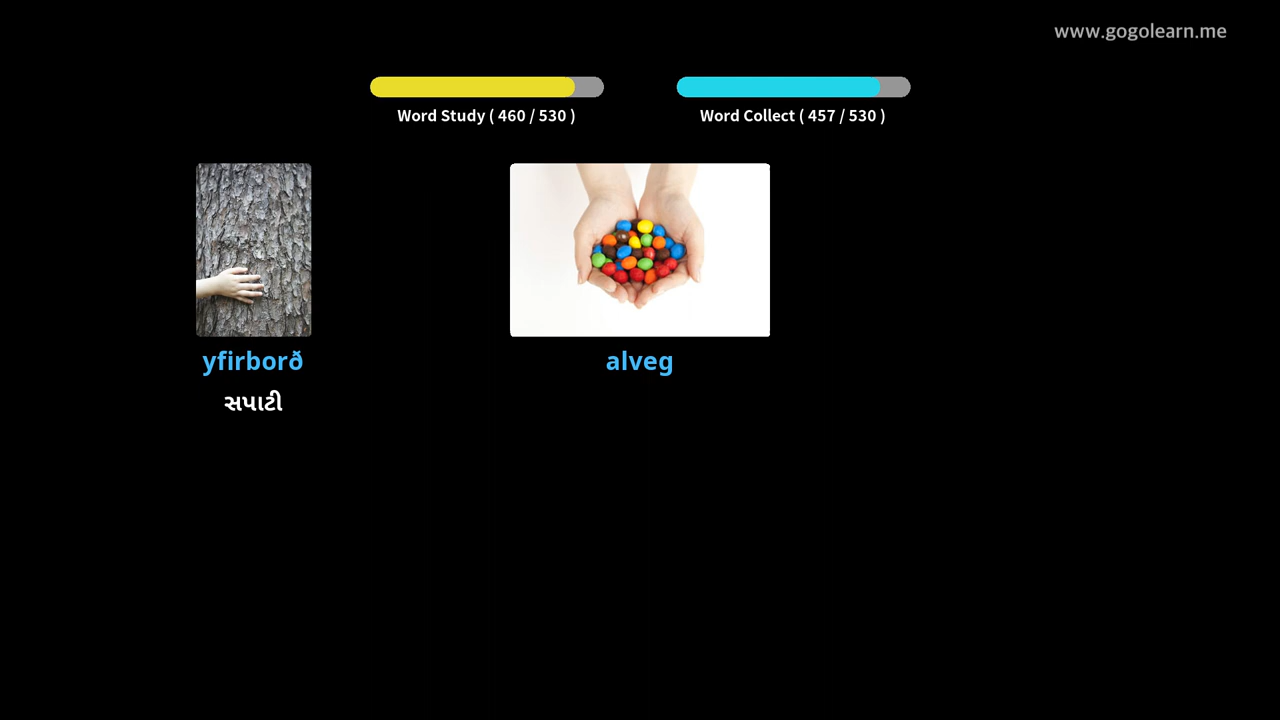 www.gogolearn.me
Word Study ( 460 / 530 )
Word Collect ( 457 / 530 )
yfirborð
alveg
સપાટી